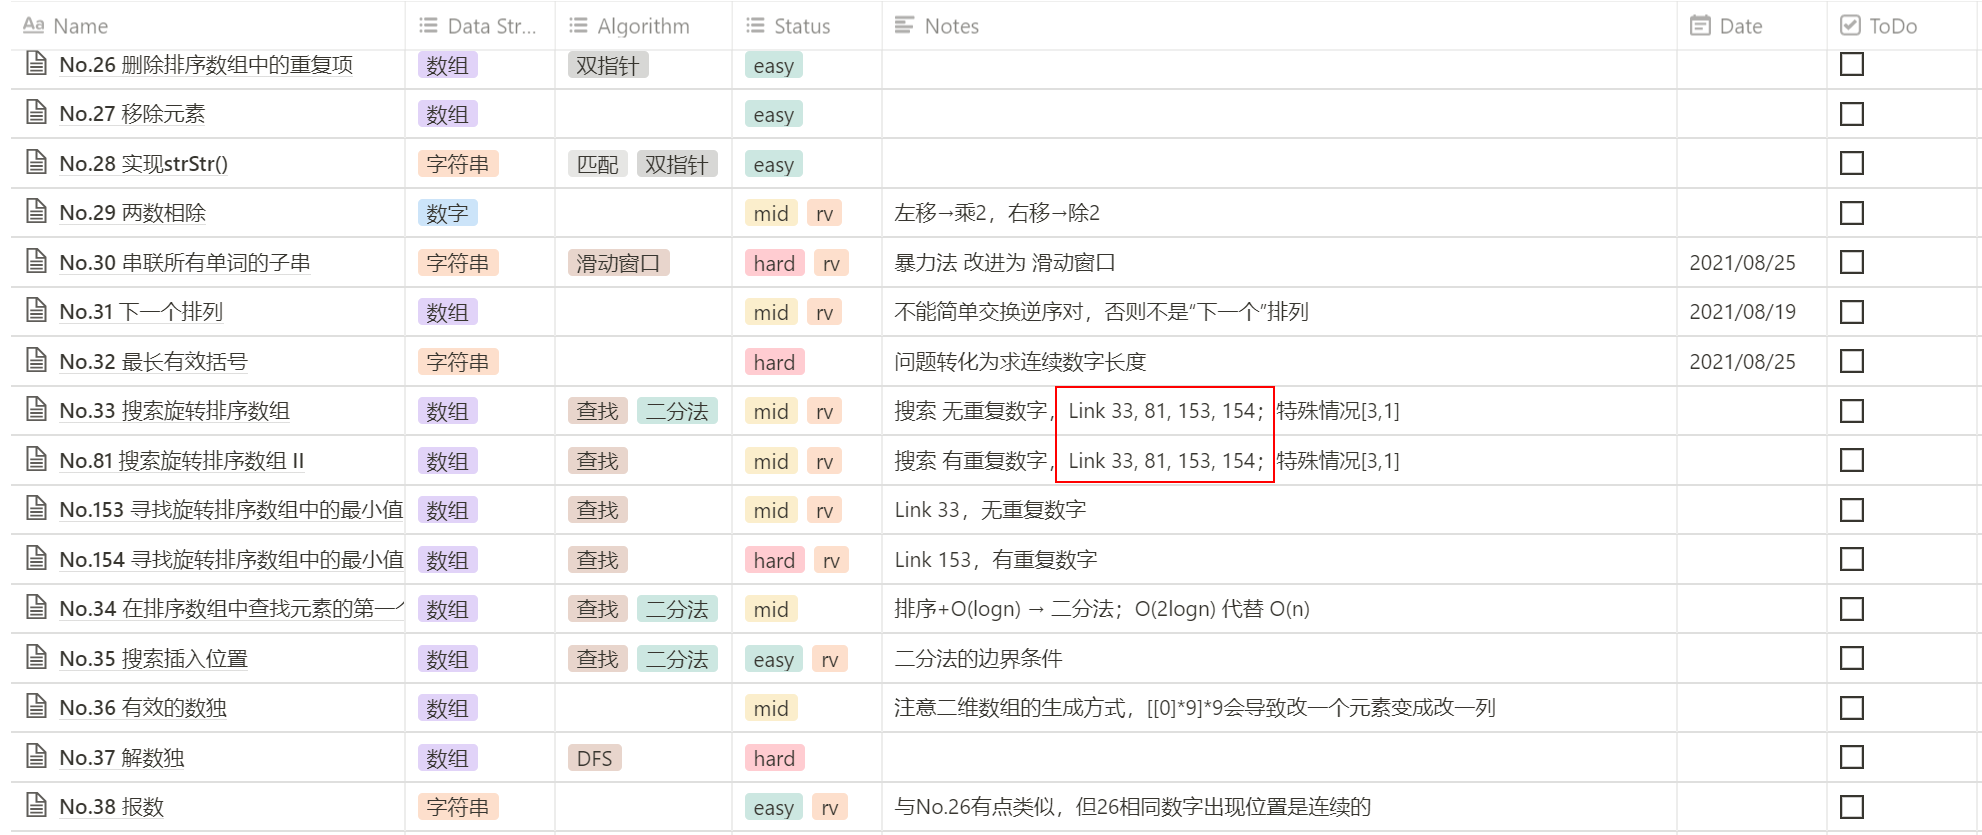 Aa Name Data Str... Algorithm Status Notes Date ToDo
No.26 删除排序数组中的重复项 数组 双指针 easy
No.27 移除元素 数组 easy
No.28 实现strStr() 字符串 匹配 双指针 easy
No.29 两数相除 数字 mid rv 左移→乘2，右移→除2
No.30 串联所有单词的子串 字符串 滑动窗口 hard rv 暴力法 改进为 滑动窗口 2021/08/25
No.31 下一个排列 数组 mid rv 不能简单交换逆序对，否则不是“下一个”排列 2021/08/19
No.32 最长有效括号 字符串 hard 问题转化为求连续数字长度 2021/08/25
No.33 搜索旋转排序数组 数组 查找 二分法 mid rv 搜索 无重复数字，Link 33, 81, 153, 154；特殊情况[3,1]
No.81 搜索旋转排序数组 II 数组 查找 mid rv 搜索 有重复数字，Link 33, 81, 153, 154；特殊情况[3,1]
No.153 寻找旋转排序数组中的最小值 数组 查找 mid rv Link 33，无重复数字
No.154 寻找旋转排序数组中的最小值 数组 查找 hard rv Link 153，有重复数字
No.34 在排序数组中查找元素的第一个 数组 查找 二分法 mid 排序+O(logn) → 二分法；O(2logn) 代替 O(n)
No.35 搜索插入位置 数组 查找 二分法 easy rv 二分法的边界条件
No.36 有效的数独 数组 mid 注意二维数组的生成方式，[[0]*9]*9会导致改一个元素变成改一列
No.37 解数独 数组 DFS hard
No.38 报数 字符串 easy rv 与No.26有点类似，但26相同数字出现位置是连续的